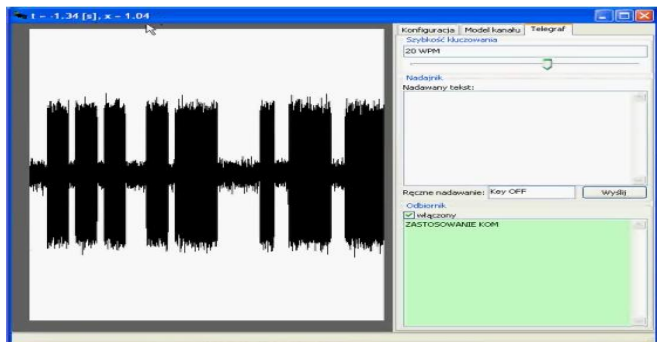 t = -1.34 [s], x = 1.04
Konfiguracja Model kanału Telegraf
Szybkość kluczowania
20 WPM
Nadajnik
Nadawany tekst:
Ręczne nadawanie: Key OFF Wyślij
Odbiornik
włączony
ZASTOSOWANIE KOM